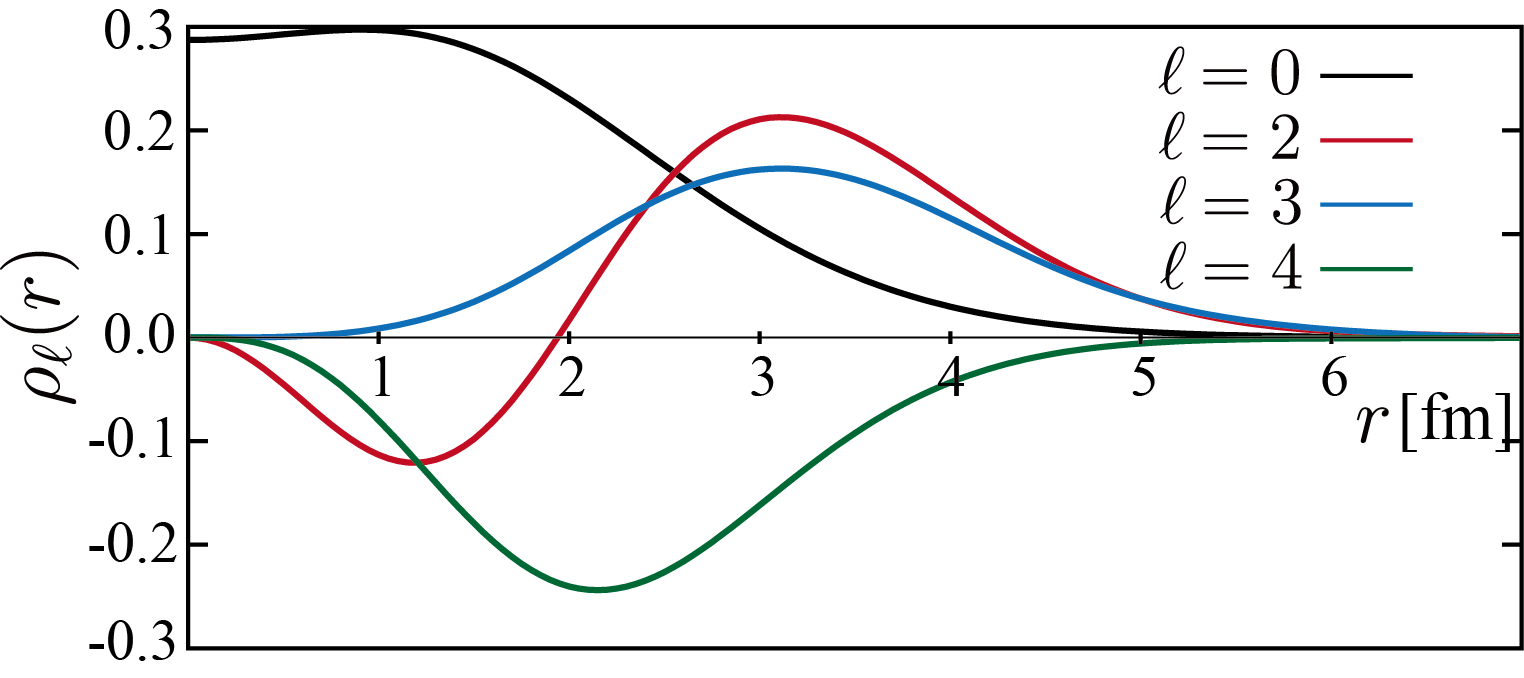 0.3
0.2
0.1
0.0
-0.1
-0.2
-0.3
ρℓ(r)
1 2 3 4 5 6
r [fm]
ℓ = 0
ℓ = 2
ℓ = 3
ℓ = 4